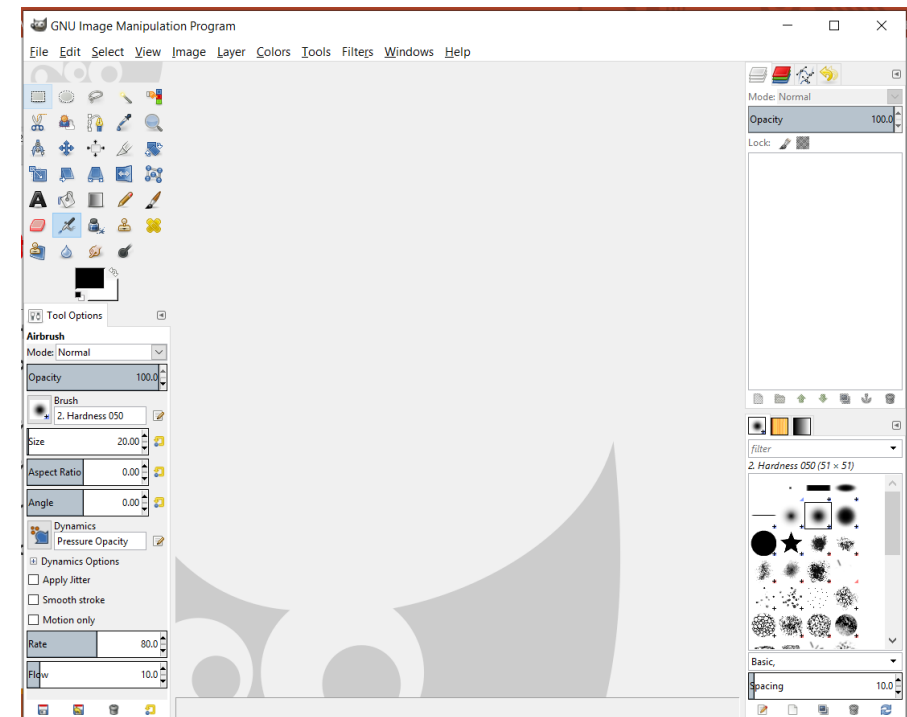 GNU Image Manipulation Program
File Edit Select View Image Layer Colors Tools Filters Windows Help
Tool Options
Airbrush
Mode: Normal
Opacity 100.0
Brush
2. Hardness 050
Size 20.00
Aspect Ratio 0.00
Angle 0.00
Dynamics
Pressure Opacity
Dynamics Options
Apply Jitter
Smooth stroke
Motion only
Rate 80.0
Flow 10.0
Mode: Normal
Opacity 100.0
Lock:
filter
2. Hardness 050 (51 × 51)
Basic,
Spacing 10.0